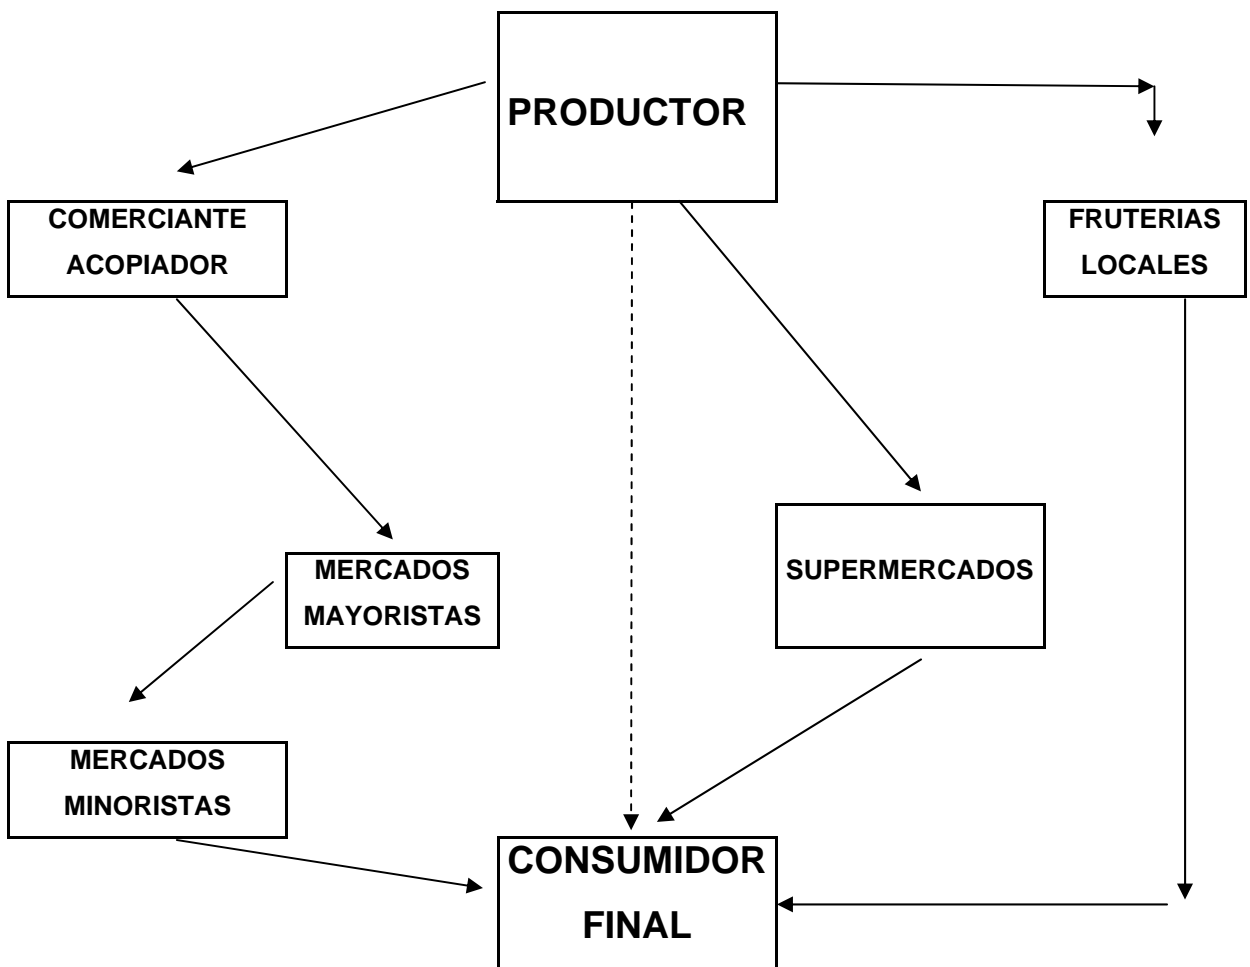 PRODUCTOR
COMERCIANTE
ACOPIADOR
FRUTERIAS
LOCALES
MERCADOS
MAYORISTAS
SUPERMERCADOS
MERCADOS
MINORISTAS
CONSUMIDOR
FINAL